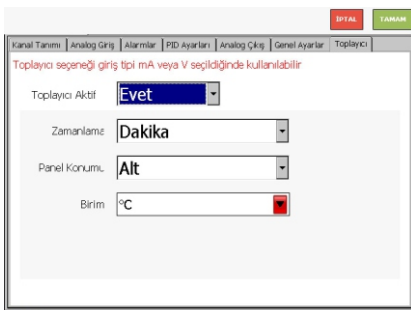 İPTAL TAMAM
Kanal Tanımı Analog Giriş Alarmlar PID Ayarları Analog Çıkış Genel Ayarlar Toplayıcı
Toplayıcı seçeneği giriş tipi mA veya V seçildiğinde kullanılabilir
Toplayıcı Aktif Evet
Zamanlama Dakika
Panel Konumu Alt
Birim °C